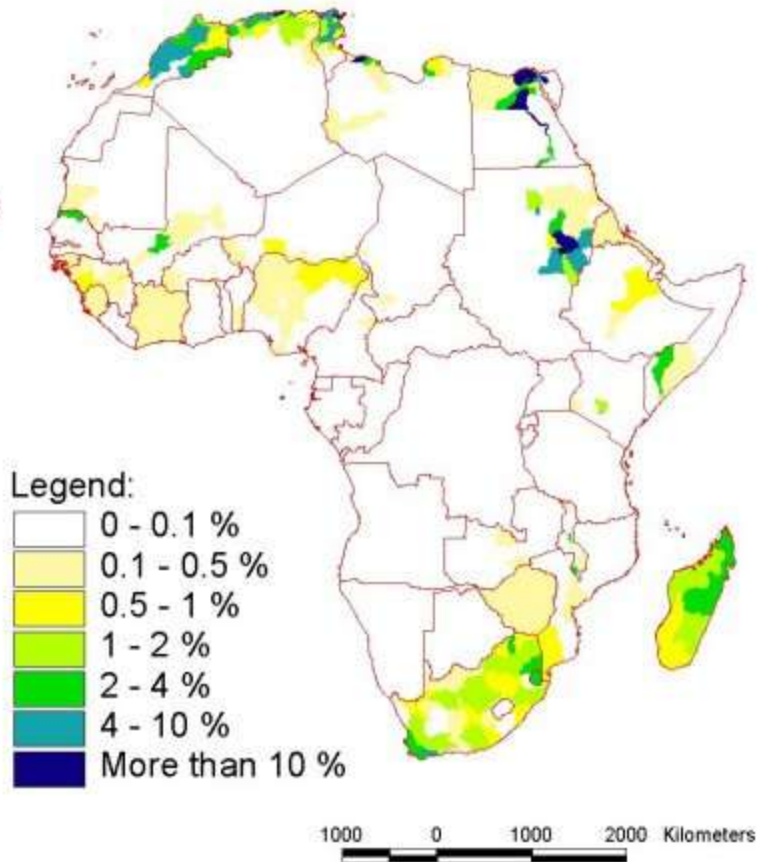 Legend:
0 - 0.1 %
0.1 - 0.5 %
0.5 - 1 %
1 - 2 %
2 - 4 %
4 - 10 %
More than 10 %
1000 0 1000 2000 Kilometers